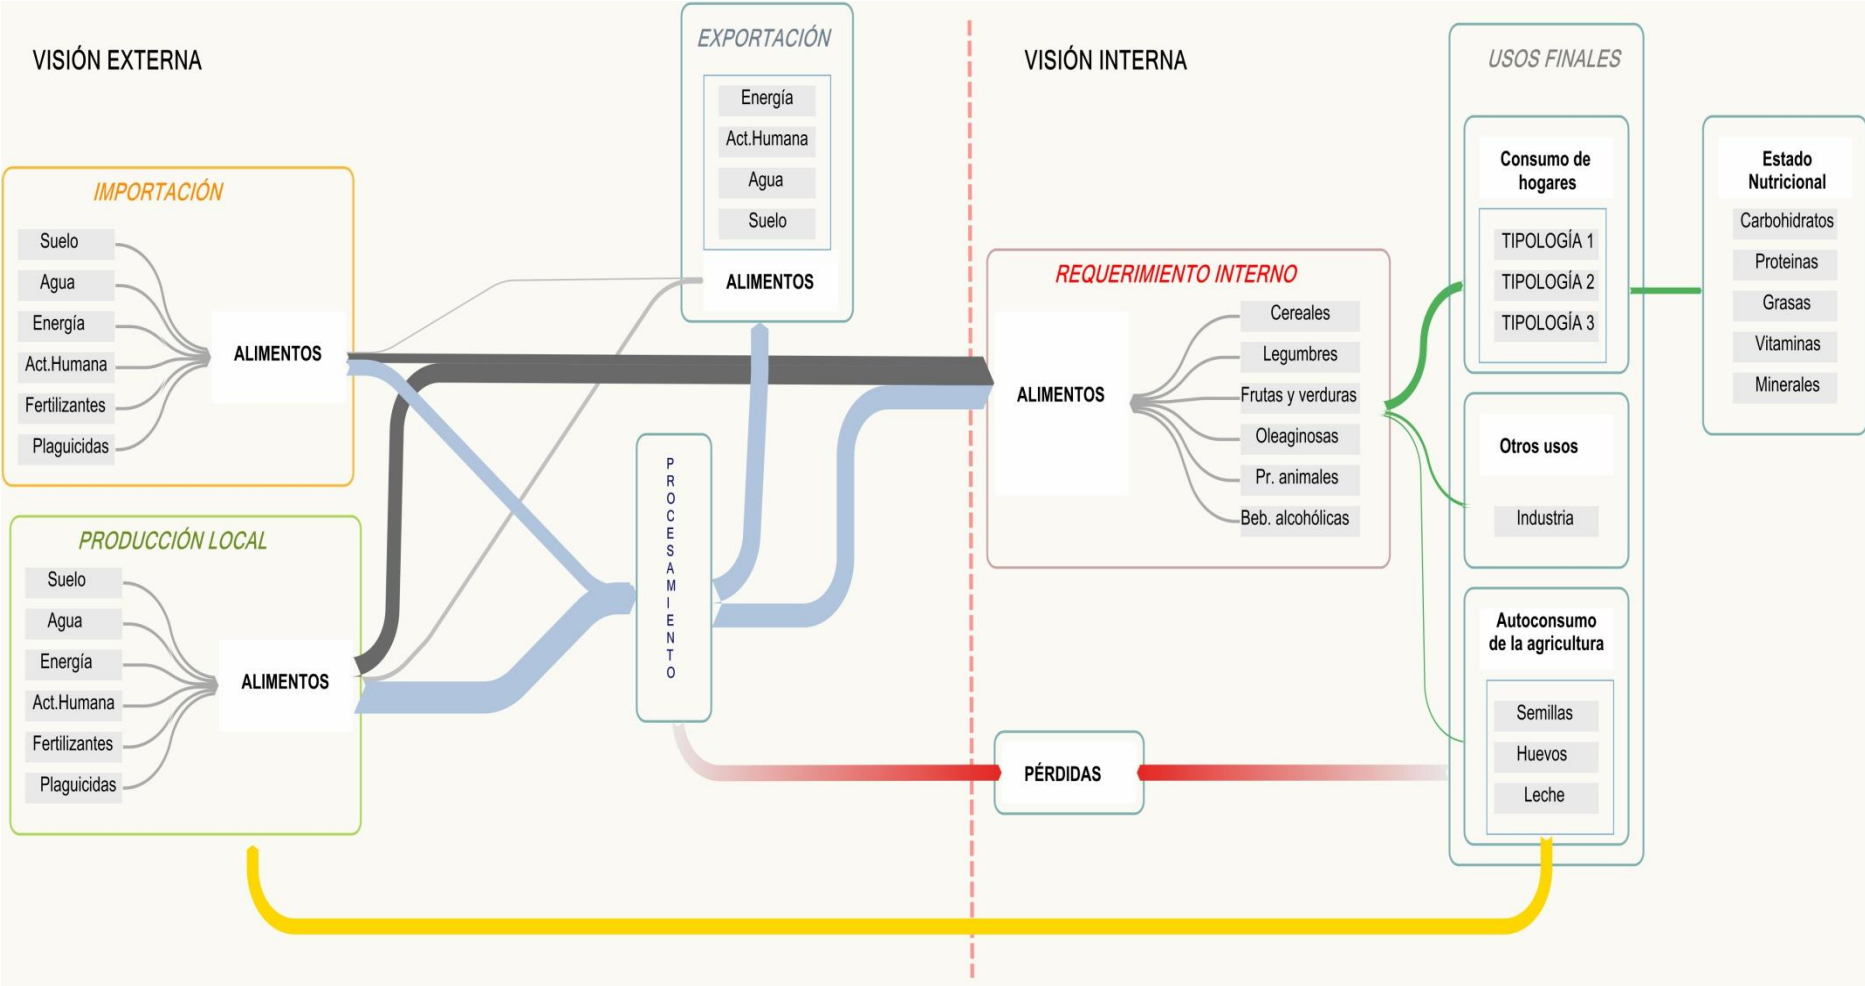 VISIÓN EXTERNA
IMPORTACIÓN
Suelo
Agua
Energía
Act.Humana
Fertilizantes
Plaguicidas
ALIMENTOS
PRODUCCIÓN LOCAL
Suelo
Agua
Energía
Act.Humana
Fertilizantes
Plaguicidas
ALIMENTOS
EXPORTACIÓN
Energía
Act.Humana
Agua
Suelo
ALIMENTOS
PROCESAMIENTO
VISIÓN INTERNA
REQUERIMIENTO INTERNO
ALIMENTOS
Cereales
Legumbres
Frutas y verduras
Oleaginosas
Pr. animales
Beb. alcohólicas
PÉRDIDAS
USOS FINALES
Consumo de
hogares
TIPOLOGÍA 1
TIPOLOGÍA 2
TIPOLOGÍA 3
Otros usos
Industria
Autoconsumo
de la agricultura
Semillas
Huevos
Leche
Estado
Nutricional
Carbohidratos
Proteinas
Grasas
Vitaminas
Minerales